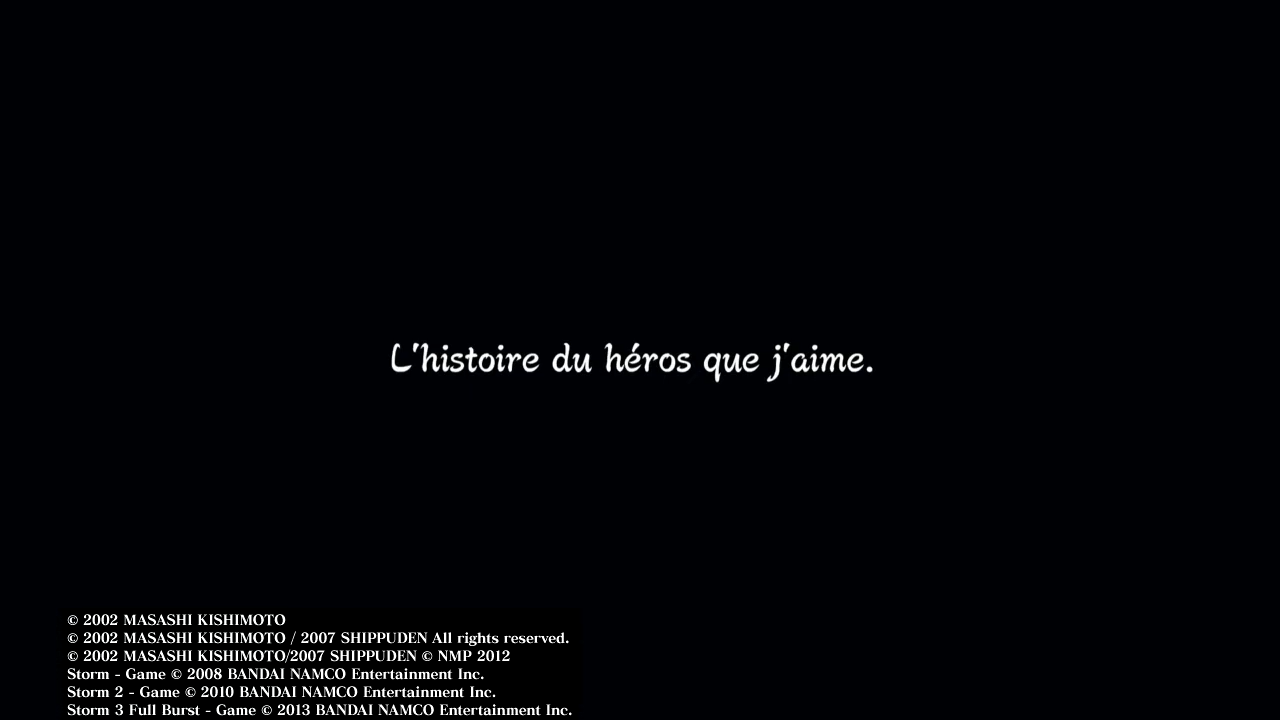 L'histoire du héros que j'aime.
© 2002 MASASHI KISHIMOTO
© 2002 MASASHI KISHIMOTO / 2007 SHIPPUDEN All rights reserved.
© 2002 MASASHI KISHIMOTO/2007 SHIPPUDEN © NMP 2012
Storm - Game © 2008 BANDAI NAMCO Entertainment Inc.
Storm 2 - Game © 2010 BANDAI NAMCO Entertainment Inc.
Storm 3 Full Burst - Game © 2013 BANDAI NAMCO Entertainment Inc.